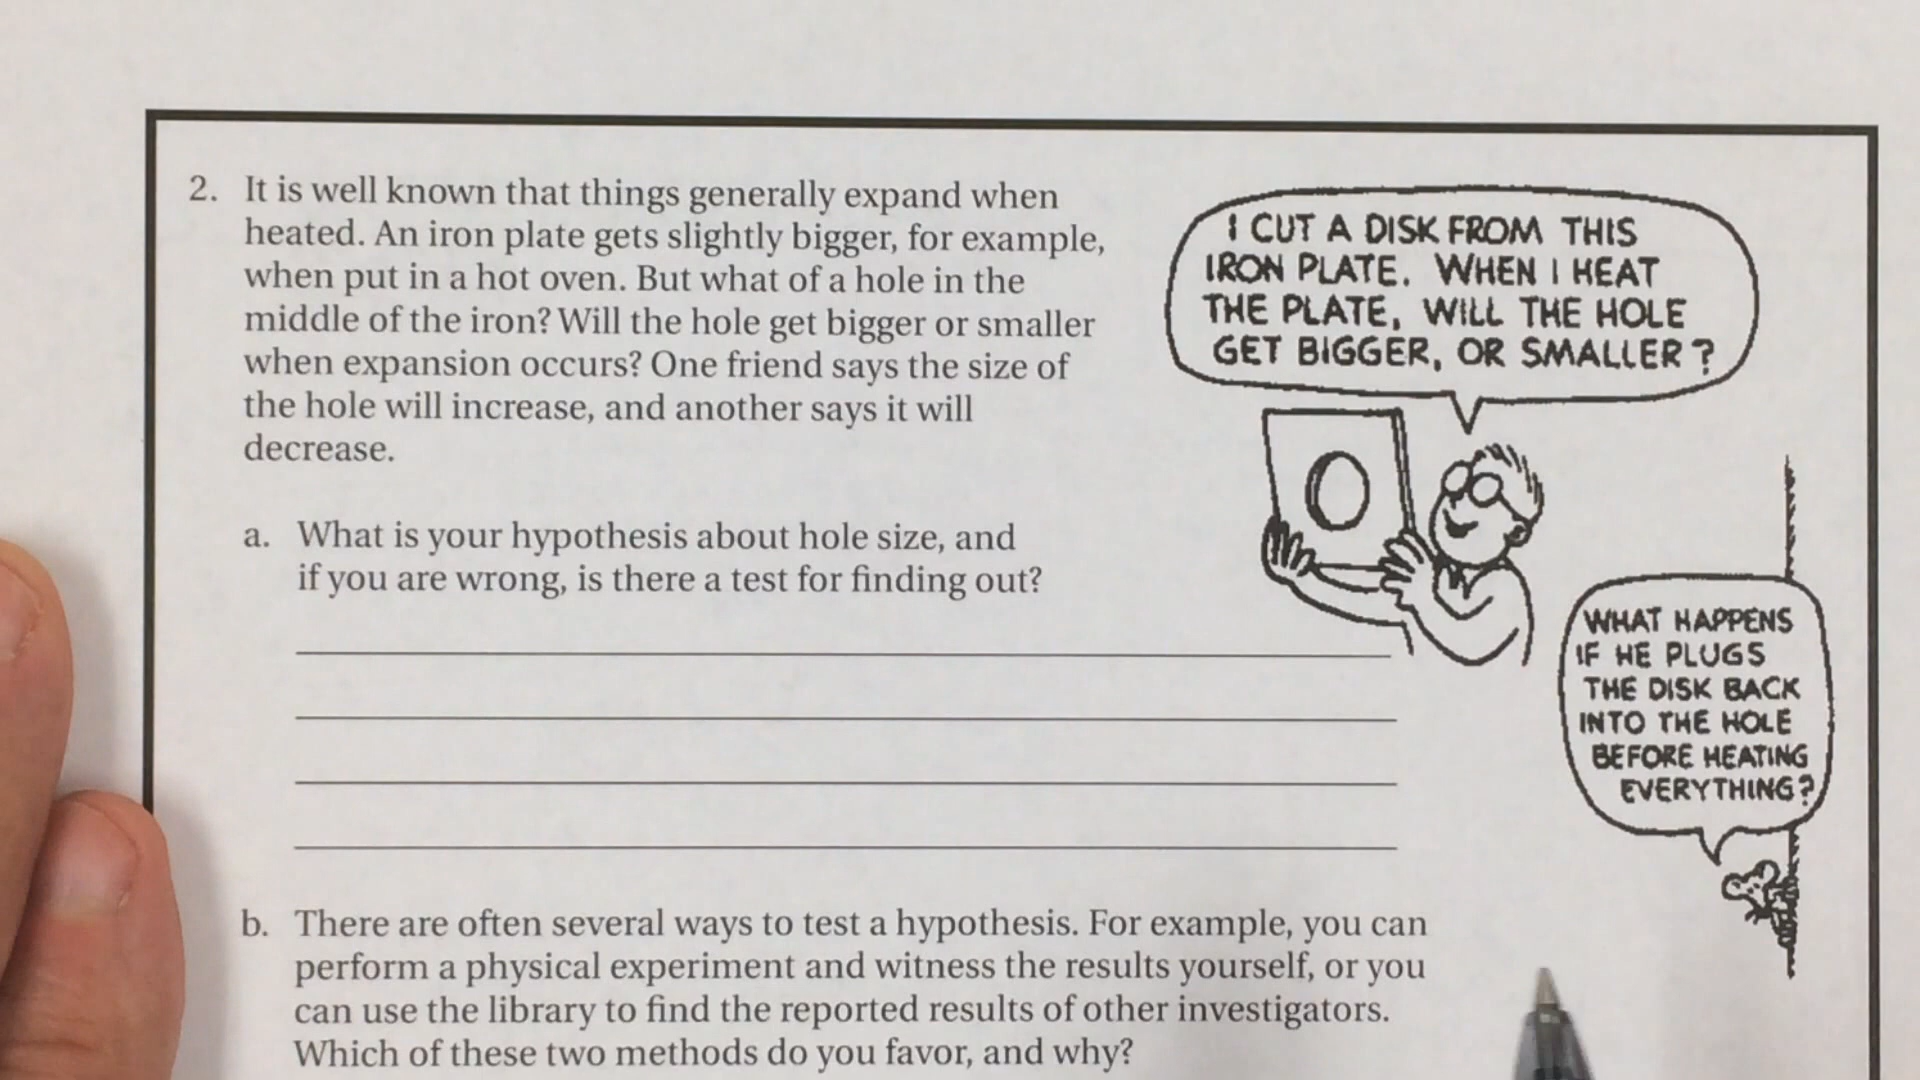 2. It is well known that things generally expand when
heated. An iron plate gets slightly bigger, for example,
when put in a hot oven. But what of a hole in the
middle of the iron? Will the hole get bigger or smaller
when expansion occurs? One friend says the size of
the hole will increase, and another says it will
decrease.
I CUT A DISK FROM THIS
IRON PLATE. WHEN I HEAT
THE PLATE, WILL THE HOLE
GET BIGGER, OR SMALLER?
a. What is your hypothesis about hole size, and
if you are wrong, is there a test for finding out?
WHAT HAPPENS
IF HE PLUGS
THE DISK BACK
INTO THE HOLE
BEFORE HEATING
EVERYTHING?
b. There are often several ways to test a hypothesis. For example, you can
perform a physical experiment and witness the results yourself, or you
can use the library to find the reported results of other investigators.
Which of these two methods do you favor, and why?